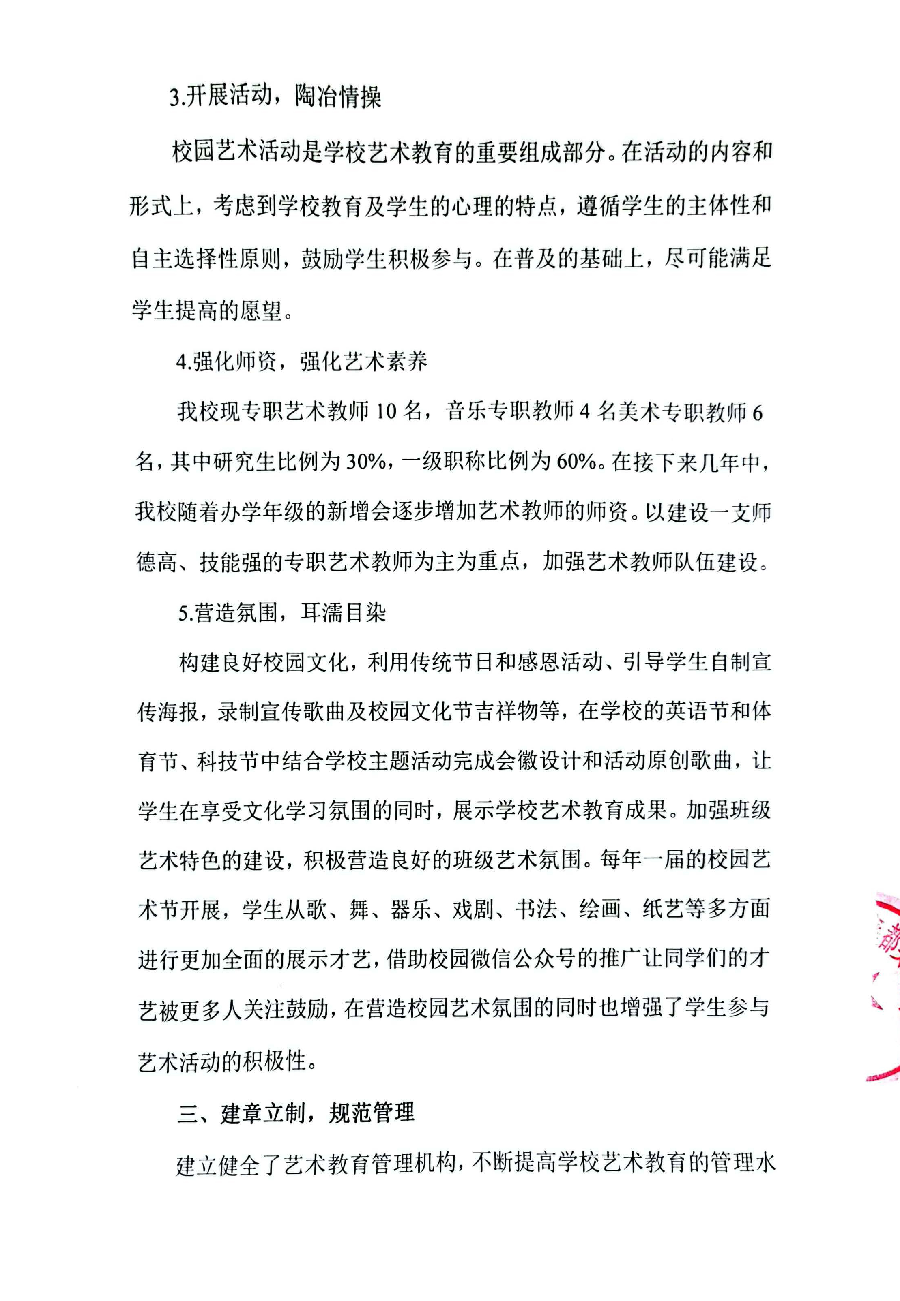 3.开展活动，陶冶情操
校园艺术活动是学校艺术教育的重要组成部分。在活动的内容和
形式上，考虑到学校教育及学生的心理的特点，遵循学生的主体性和
自主选择性原则，鼓励学生积极参与。在普及的基础上，尽可能满足
学生提高的愿望。
4.强化师资，强化艺术素养
我校现专职艺术教师 10 名，音乐专职教师 4 名美术专职教师 6
名，其中研究生比例为 30%，一级职称比例为 60%。在接下来几年中，
我校随着办学年级的新增会逐步增加艺术教师的师资。以建设一支师
德高、技能强的专职艺术教师为主为重点，加强艺术教师队伍建设。
5.营造氛围，耳濡目染
构建良好校园文化，利用传统节日和感恩活动、引导学生自制宣
传海报，录制宣传歌曲及校园文化节吉祥物等，在学校的英语节和体
育节、科技节中结合学校主题活动完成会徽设计和活动原创歌曲，让
学生在享受文化学习氛围的同时，展示学校艺术教育成果。加强班级
艺术特色的建设，积极营造良好的班级艺术氛围。每年一届的校园艺
术节开展，学生从歌、舞、器乐、戏剧、书法、绘画、纸艺等多方面
进行更加全面的展示才艺，借助校园微信公众号的推广让同学们的才
艺被更多人关注鼓励，在营造校园艺术氛围的同时也增强了学生参与
艺术活动的积极性。
三、建章立制，规范管理
建立健全了艺术教育管理机构，不断提高学校艺术教育的管理水